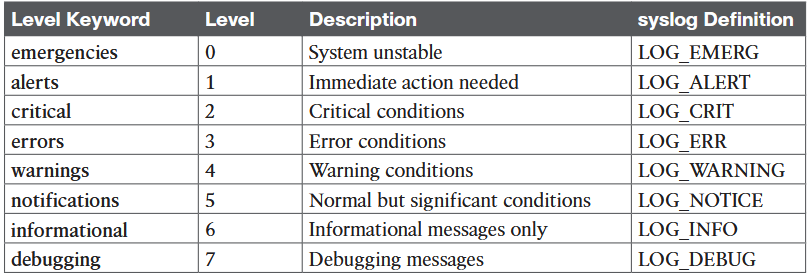 Level Keyword Level Description syslog Definition
emergencies 0 System unstable LOG_EMERG
alerts 1 Immediate action needed LOG_ALERT
critical 2 Critical conditions LOG_CRIT
errors 3 Error conditions LOG_ERR
warnings 4 Warning conditions LOG_WARNING
notifications 5 Normal but significant conditions LOG_NOTICE
informational 6 Informational messages only LOG_INFO
debugging 7 Debugging messages LOG_DEBUG